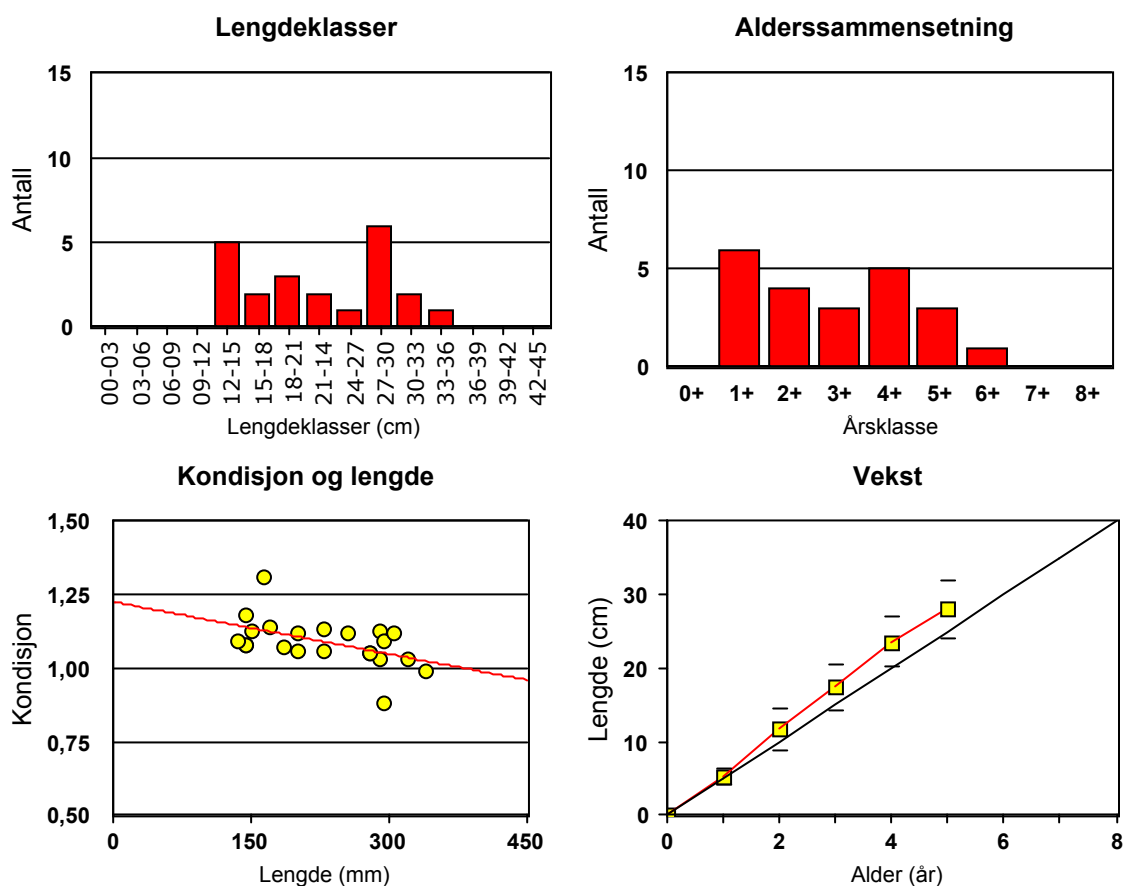 Lengdeklasser
15
10
5
0
Antall
00-03
03-06
06-09
09-12
12-15
15-18
18-21
21-14
24-27
27-30
30-33
33-36
36-39
39-42
42-45
Lengdeklasser (cm)
Alderssammensetning
15
10
5
0
Antall
0+ 1+ 2+ 3+ 4+ 5+ 6+ 7+ 8+
Årsklasse
Kondisjon og lengde
1,50
1,25
1,00
0,75
0,50
Kondisjon
0 150 300 450
Lengde (mm)
Vekst
40
30
20
10
0
Lengde (cm)
0 2 4 6 8
Alder (år)